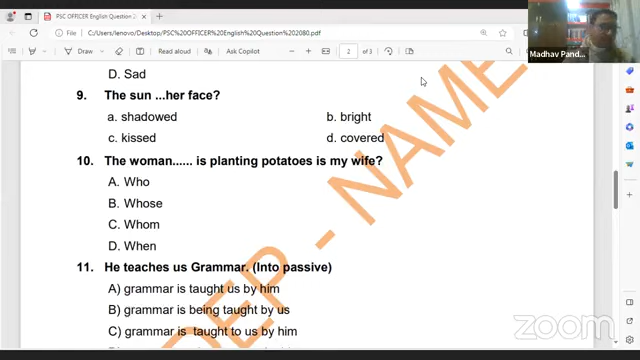 PSC OFFICER English Question 2080
C:/Users/lenovo/Desktop/PSC%20OFFICER%20English%20Question%202080.pdf
Read aloud
Ask Copilot
2
of 3
Madhav Pand...
D. Sad
9. The sun ...her face?
a. shadowed b. bright
c. kissed d. covered
10. The woman...... is planting potatoes is my wife?
A. Who
B. Whose
C. Whom
D. When
11. He teaches us Grammar. (Into passive)
A) grammar is taught us by him
B) grammar is being taught by us
C) grammar is taught to us by him
DEP - NAME
zoom